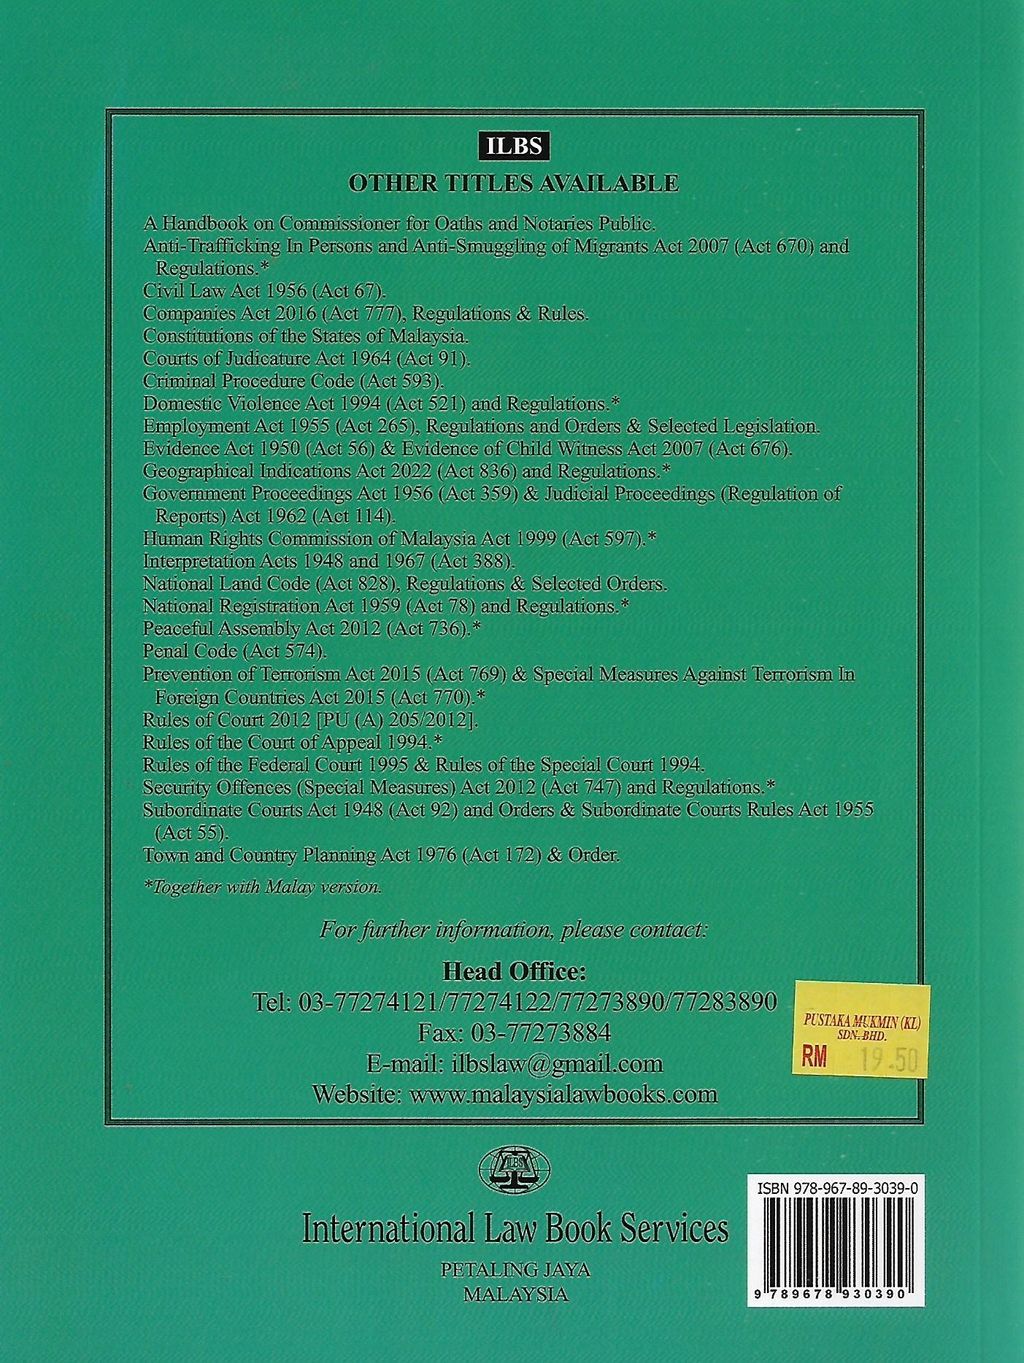 ILBS
OTHER TITLES AVAILABLE
A Handbook on Commissioner for Oaths and Notaries Public.
Anti-Trafficking In Persons and Anti-Smuggling of Migrants Act 2007 (Act 670) and
Regulations.*
Civil Law Act 1956 (Act 67).
Companies Act 2016 (Act 777), Regulations & Rules.
Constitutions of the States of Malaysia.
Courts of Judicature Act 1964 (Act 91).
Criminal Procedure Code (Act 593).
Domestic Violence Act 1994 (Act 521) and Regulations.*
Employment Act 1955 (Act 265), Regulations and Orders & Selected Legislation.
Evidence Act 1950 (Act 56) & Evidence of Child Witness Act 2007 (Act 676).
Geographical Indications Act 2022 (Act 836) and Regulations.*
Government Proceedings Act 1956 (Act 359) & Judicial Proceedings (Regulation of
Reports) Act 1962 (Act 114).
Human Rights Commission of Malaysia Act 1999 (Act 597).*
Interpretation Acts 1948 and 1967 (Act 388).
National Land Code (Act 828), Regulations & Selected Orders.
National Registration Act 1959 (Act 78) and Regulations.*
Peaceful Assembly Act 2012 (Act 736).*
Penal Code (Act 574).
Prevention of Terrorism Act 2015 (Act 769) & Special Measures Against Terrorism In
Foreign Countries Act 2015 (Act 770).*
Rules of Court 2012 [PU (A) 205/2012].
Rules of the Court of Appeal 1994.*
Rules of the Federal Court 1995 & Rules of the Special Court 1994.
Security Offences (Special Measures) Act 2012 (Act 747) and Regulations.*
Subordinate Courts Act 1948 (Act 92) and Orders & Subordinate Courts Rules Act 1955
(Act 55).
Town and Country Planning Act 1976 (Act 172) & Order.
*Together with Malay version.
For further information, please contact:
Head Office:
Tel: 03-77274121/77274122/77273890/77283890
Fax: 03-77273884
E-mail: ilbslaw@gmail.com
Website: www.malaysialawbooks.com
PUSTAKA MUKMIN (KL)
SDN. BHD.
RM 19.50
ILBS
International Law Book Services
PETALING JAYA
MALAYSIA
ISBN 978-967-89-3039-0
9 789678 930390